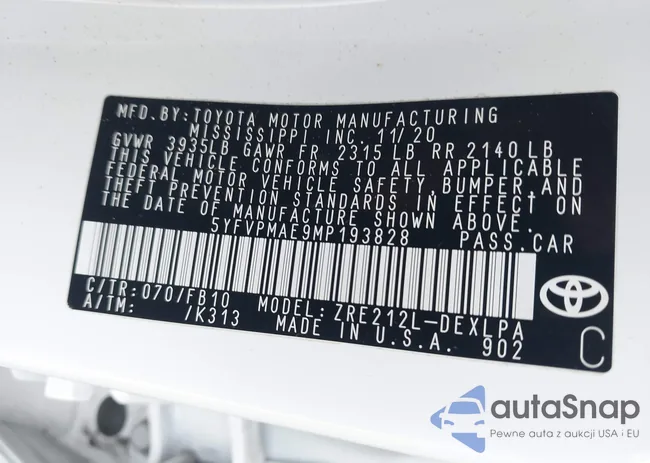 MFD. BY: TOYOTA MOTOR MANUFACTURING
MISSISSIPPI INC. 11/20
GVWR 3935LB GAWR FR 2315 LB RR 2140 LB
THIS VEHICLE CONFORMS TO ALL APPLICABLE
FEDERAL MOTOR VEHICLE SAFETY, BUMPER, AND
THEFT PREVENTION STANDARDS IN EFFECT ON
THE DATE OF MANUFACTURE SHOWN ABOVE.
5YFVPMAE9MP193828 PASS. CAR
C/TR: 070/FB10 MODEL: ZRE212L-DEXLPA
A/TM: /K313 MADE IN U.S.A. 902
C
autaSnap
Pewne auta z aukcji USA i EU